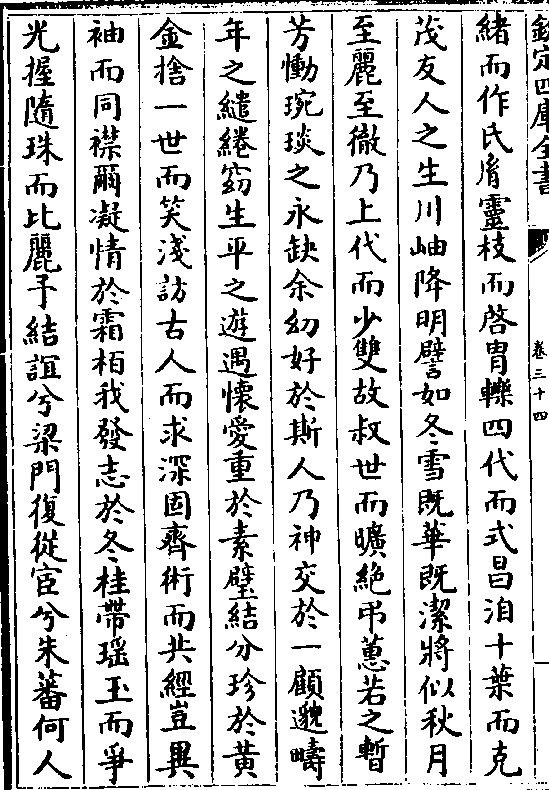 欽定四庫全書
卷三十四
緒而作氏胥靈枝而啓胄轢四代而式昌洎十葉而克
茂友人之生川岫降明譬如冬雪既華既潔將似秋月
至麗至徹乃上代而少雙故叔世而曠絶弔蕙若之暫
芳慟琬琰之永缺余幼好於斯人乃神交於一顧邈疇
年之繾綣窈生平之遊遇懷愛重於素璧結分珍於黄
金捨一世而笑淺訪古人而求深固齊術而共經豈異
袖而同襟爾凝情於霜栢我發志於冬桂帶瑶玉而爭
光握隨珠而比麗予結誼兮梁門復從宦兮朱蕃何人